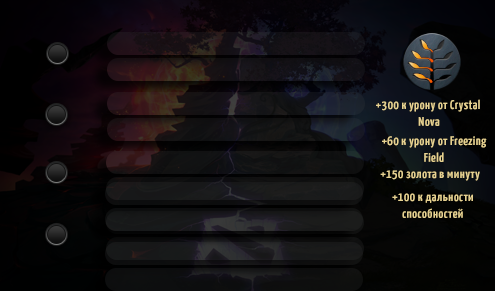 +300 к урону от Crystal
Nova
+60 к урону от Freezing
Field
+150 золота в минуту
+100 к дальности
способностей